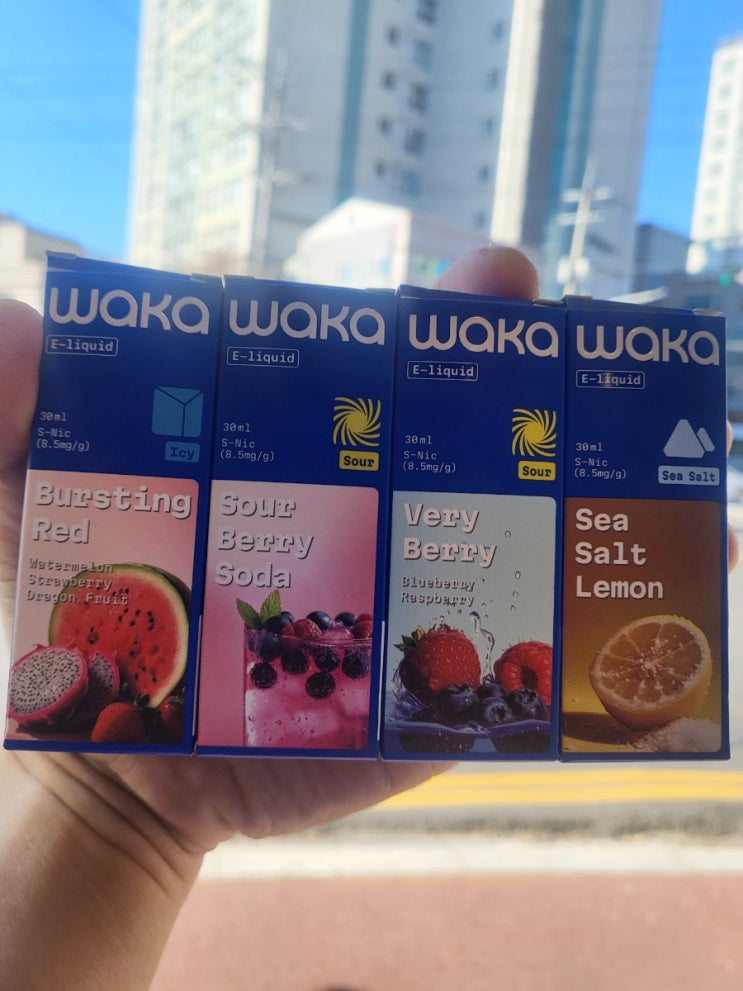 waka
E-liquid
30ml
S-Nic
(8.5mg/g)
Icy
Bursting
Red
Watermelon
Strawberry
Dragon Fruit
waka
E-liquid
30ml
S-Nic
(8.5mg/g)
Sour
Sour
Berry
Soda
waka
E-liquid
30ml
S-Nic
(8.5mg/g)
Sour
Very
Berry
Blueberry
Raspberry
waka
E-liquid
30ml
S-Nic
(8.5mg/g)
Sea Salt
Sea
Salt
Lemon